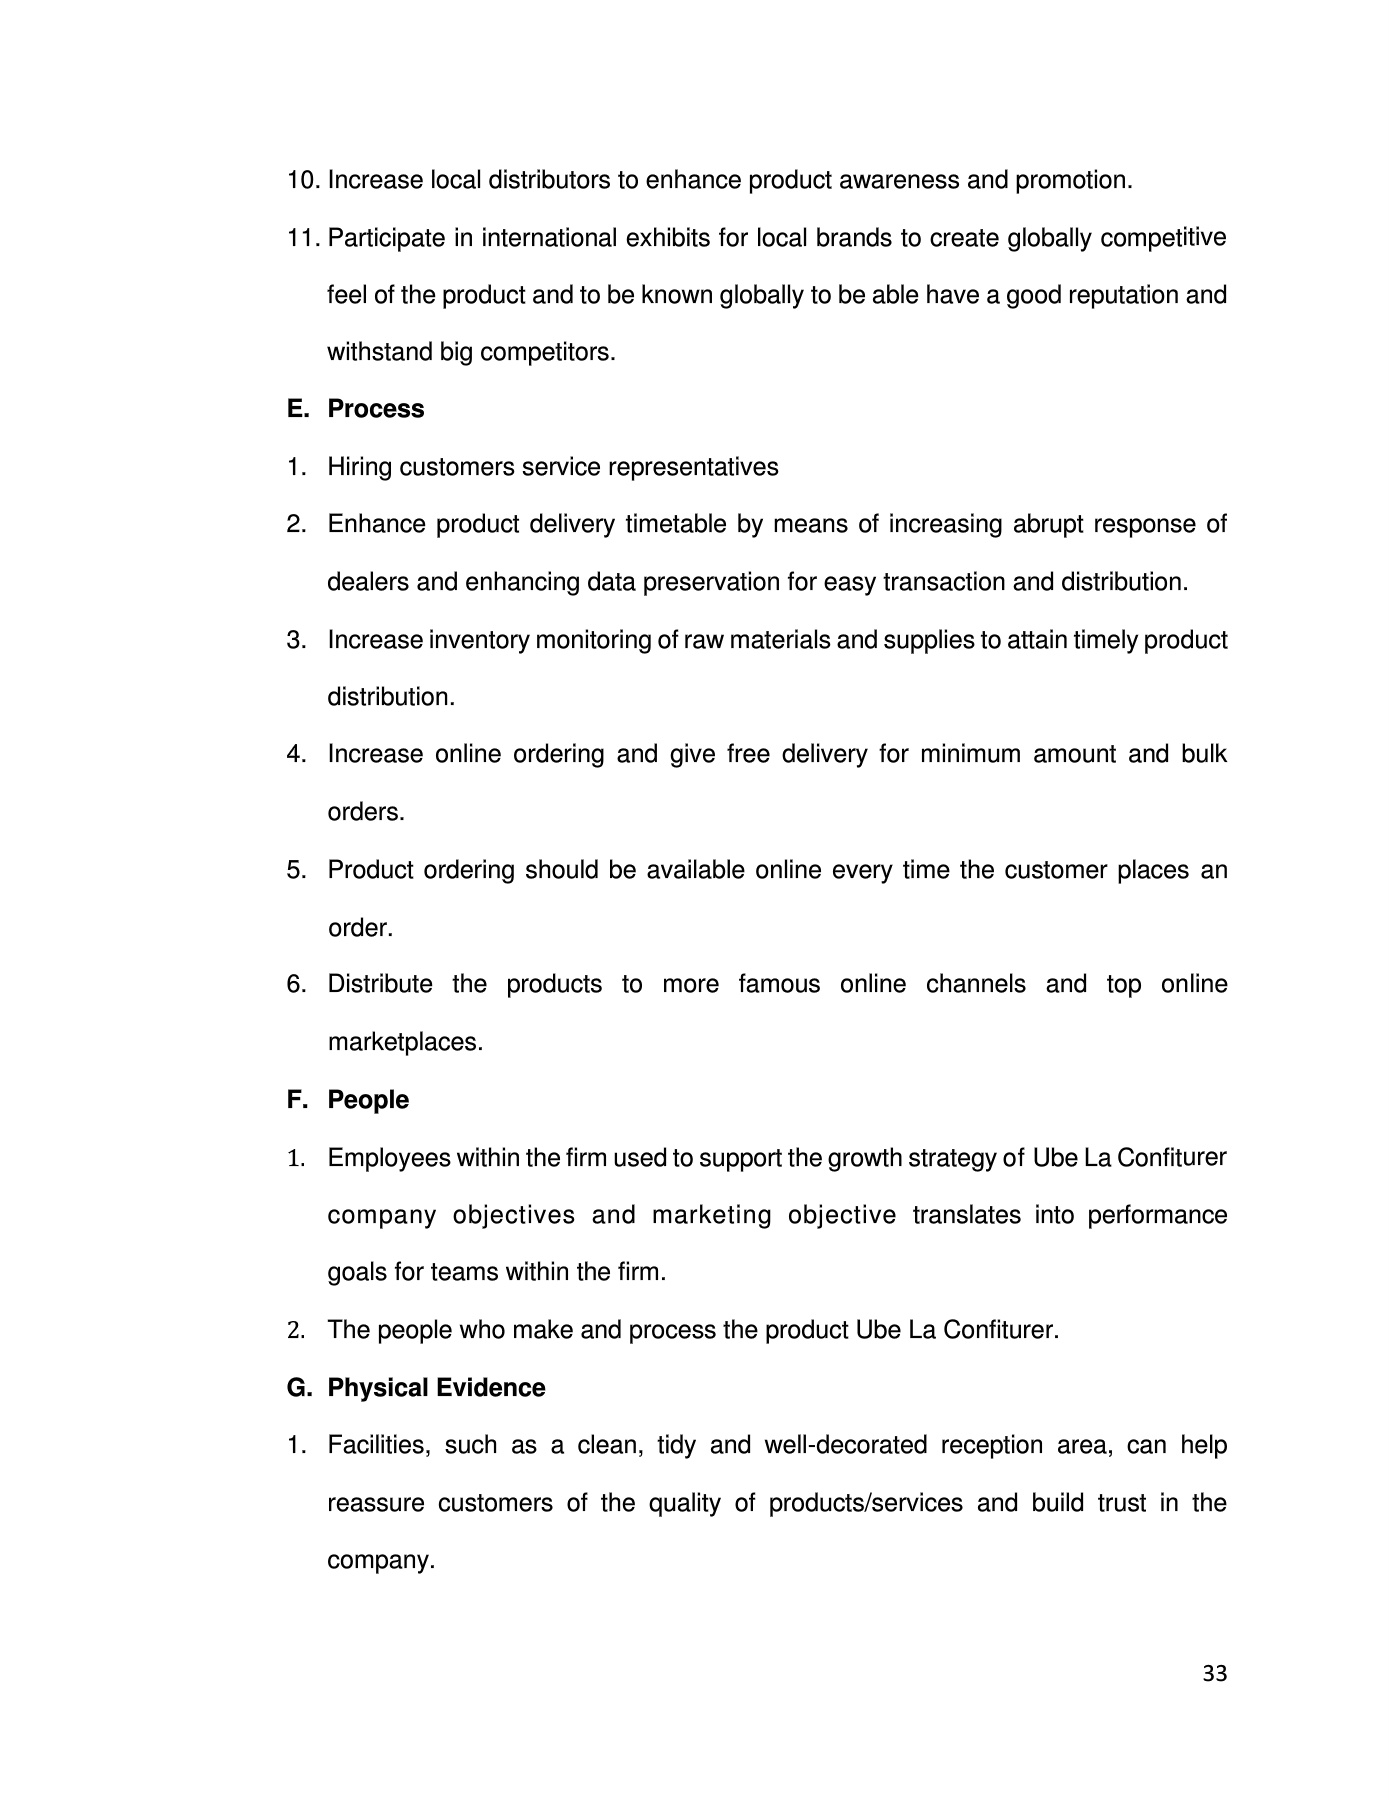 10. Increase local distributors to enhance product awareness and promotion.
11. Participate in international exhibits for local brands to create globally competitive
feel of the product and to be known globally to be able have a good reputation and
withstand big competitors.
E. Process
1. Hiring customers service representatives
2. Enhance product delivery timetable by means of increasing abrupt response of
dealers and enhancing data preservation for easy transaction and distribution.
3. Increase inventory monitoring of raw materials and supplies to attain timely product
distribution.
4. Increase online ordering and give free delivery for minimum amount and bulk
orders.
5. Product ordering should be available online every time the customer places an
order.
6. Distribute the products to more famous online channels and top online
marketplaces.
F. People
1. Employees within the firm used to support the growth strategy of Ube La Confiturer
company objectives and marketing objective translates into performance
goals for teams within the firm.
2. The people who make and process the product Ube La Confiturer.
G. Physical Evidence
1. Facilities, such as a clean, tidy and well-decorated reception area, can help
reassure customers of the quality of products/services and build trust in the
company.
33